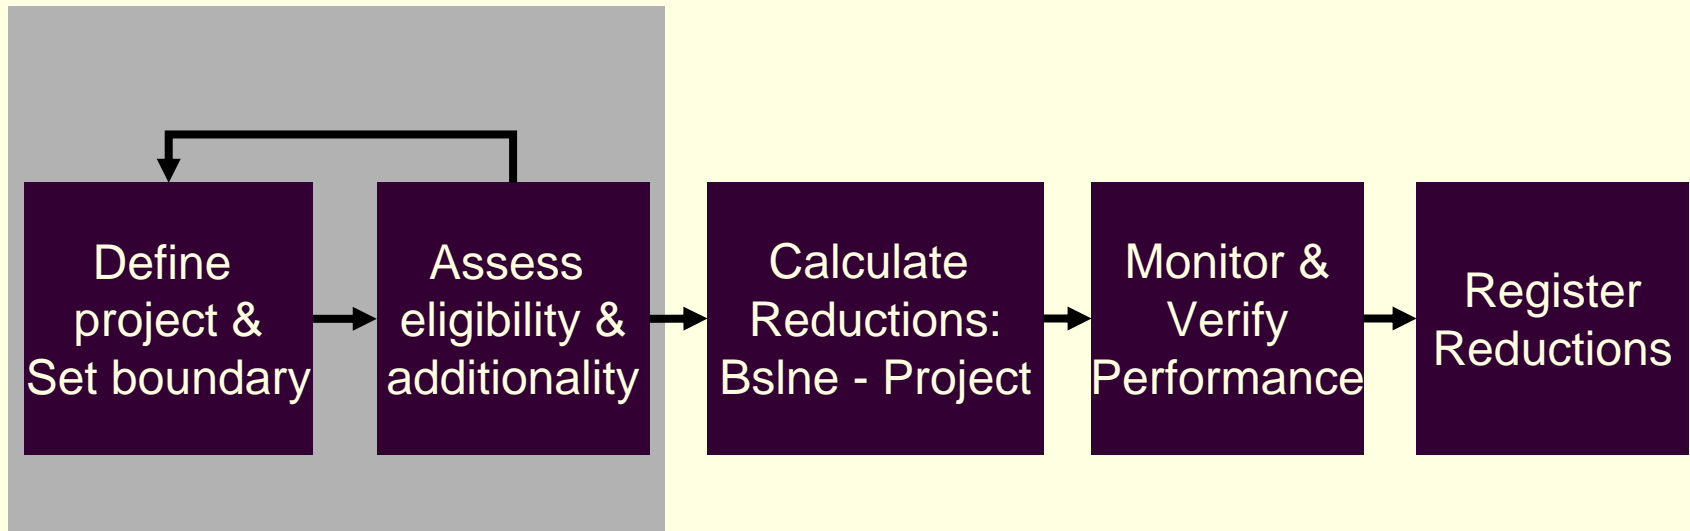 Define
project &
Set boundary
Assess
eligibility &
additionality
Calculate
Reductions:
Bslne - Project
Monitor &
Verify
Performance
Register
Reductions